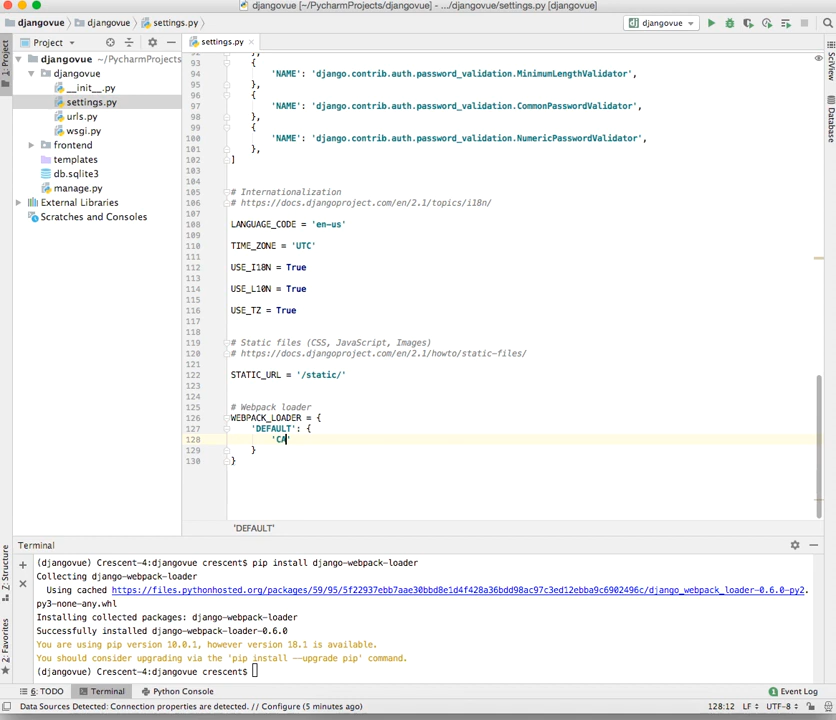 djangovue [~/PycharmProjects/djangovue] - .../djangovue/settings.py [djangovue]
djangovue djangovue settings.py
djangovue
Project
settings.py
1: Project
djangovue ~/PycharmProjects
djangovue
__init__.py
settings.py
urls.py
wsgi.py
frontend
templates
db.sqlite3
manage.py
External Libraries
Scratches and Consoles
SciView
Database
93 {
94 'NAME': 'django.contrib.auth.password_validation.MinimumLengthValidator',
95 },
96 {
97 'NAME': 'django.contrib.auth.password_validation.CommonPasswordValidator',
98 },
99 {
100 'NAME': 'django.contrib.auth.password_validation.NumericPasswordValidator',
101 },
102 ]
103
104
105 # Internationalization
106 # https://docs.djangoproject.com/en/2.1/topics/i18n/
107
108 LANGUAGE_CODE = 'en-us'
109
110 TIME_ZONE = 'UTC'
111
112 USE_I18N = True
113
114 USE_L10N = True
115
116 USE_TZ = True
117
118
119 # Static files (CSS, JavaScript, Images)
120 # https://docs.djangoproject.com/en/2.1/howto/static-files/
121
122 STATIC_URL = '/static/'
123
124
125 # Webpack loader
126 WEBPACK_LOADER = {
127 'DEFAULT': {
128 'CA'
129 }
130 }
'DEFAULT'
Terminal
(djangovue) Crescent-4:djangovue crescent$ pip install django-webpack-loader
Collecting django-webpack-loader
Using cached https://files.pythonhosted.org/packages/59/95/5f22937ebb7aae30bbd8e1d4f428a36bdd98ac97c3ed12ebba9c6902496c/django_webpack_loader-0.6.0-py2.
py3-none-any.whl
Installing collected packages: django-webpack-loader
Successfully installed django-webpack-loader-0.6.0
You are using pip version 10.0.1, however version 18.1 is available.
You should consider upgrading via the 'pip install --upgrade pip' command.
(djangovue) Crescent-4:djangovue crescent$
7: Structure
2: Favorites
6: TODO Terminal Python Console Event Log
Data Sources Detected: Connection properties are detected. // Configure (5 minutes ago) 128:12 LF UTF-8